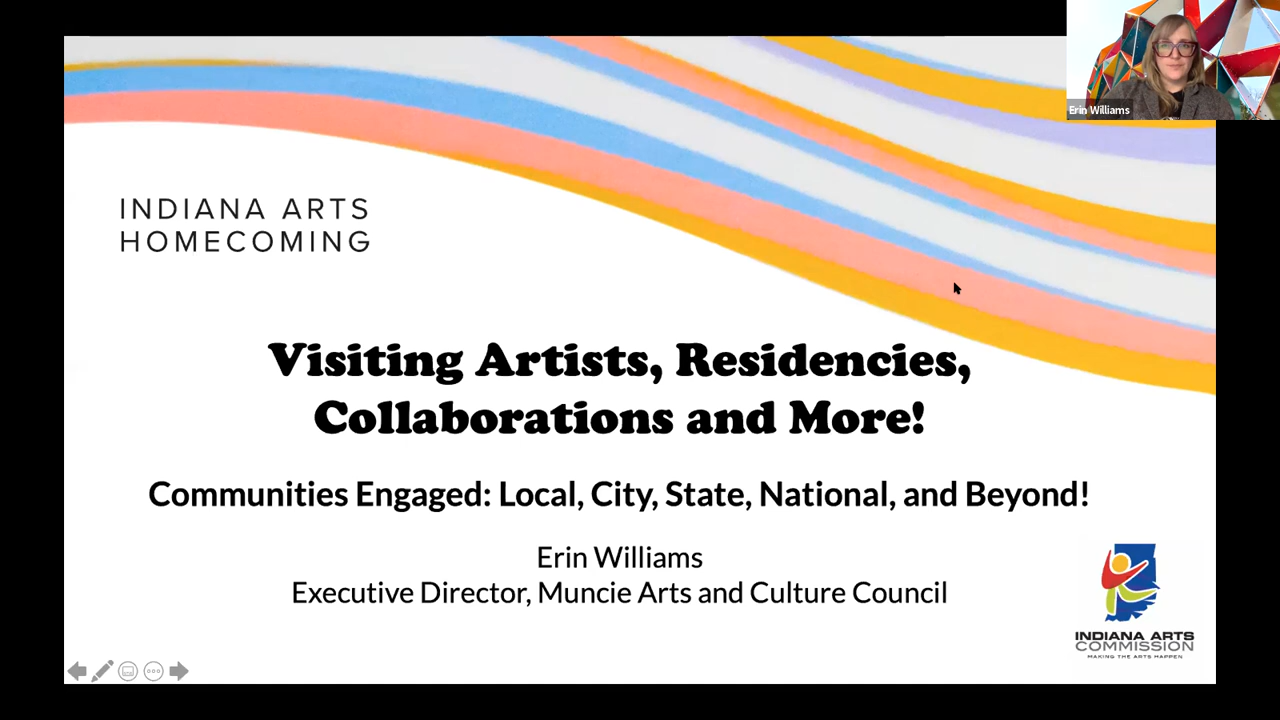 Erin Williams
INDIANA ARTS
HOMECOMING
Visiting Artists, Residencies,
Collaborations and More!
Communities Engaged: Local, City, State, National, and Beyond!
Erin Williams
Executive Director, Muncie Arts and Culture Council
INDIANA ARTS
COMMISSION
MAKING THE ARTS HAPPEN